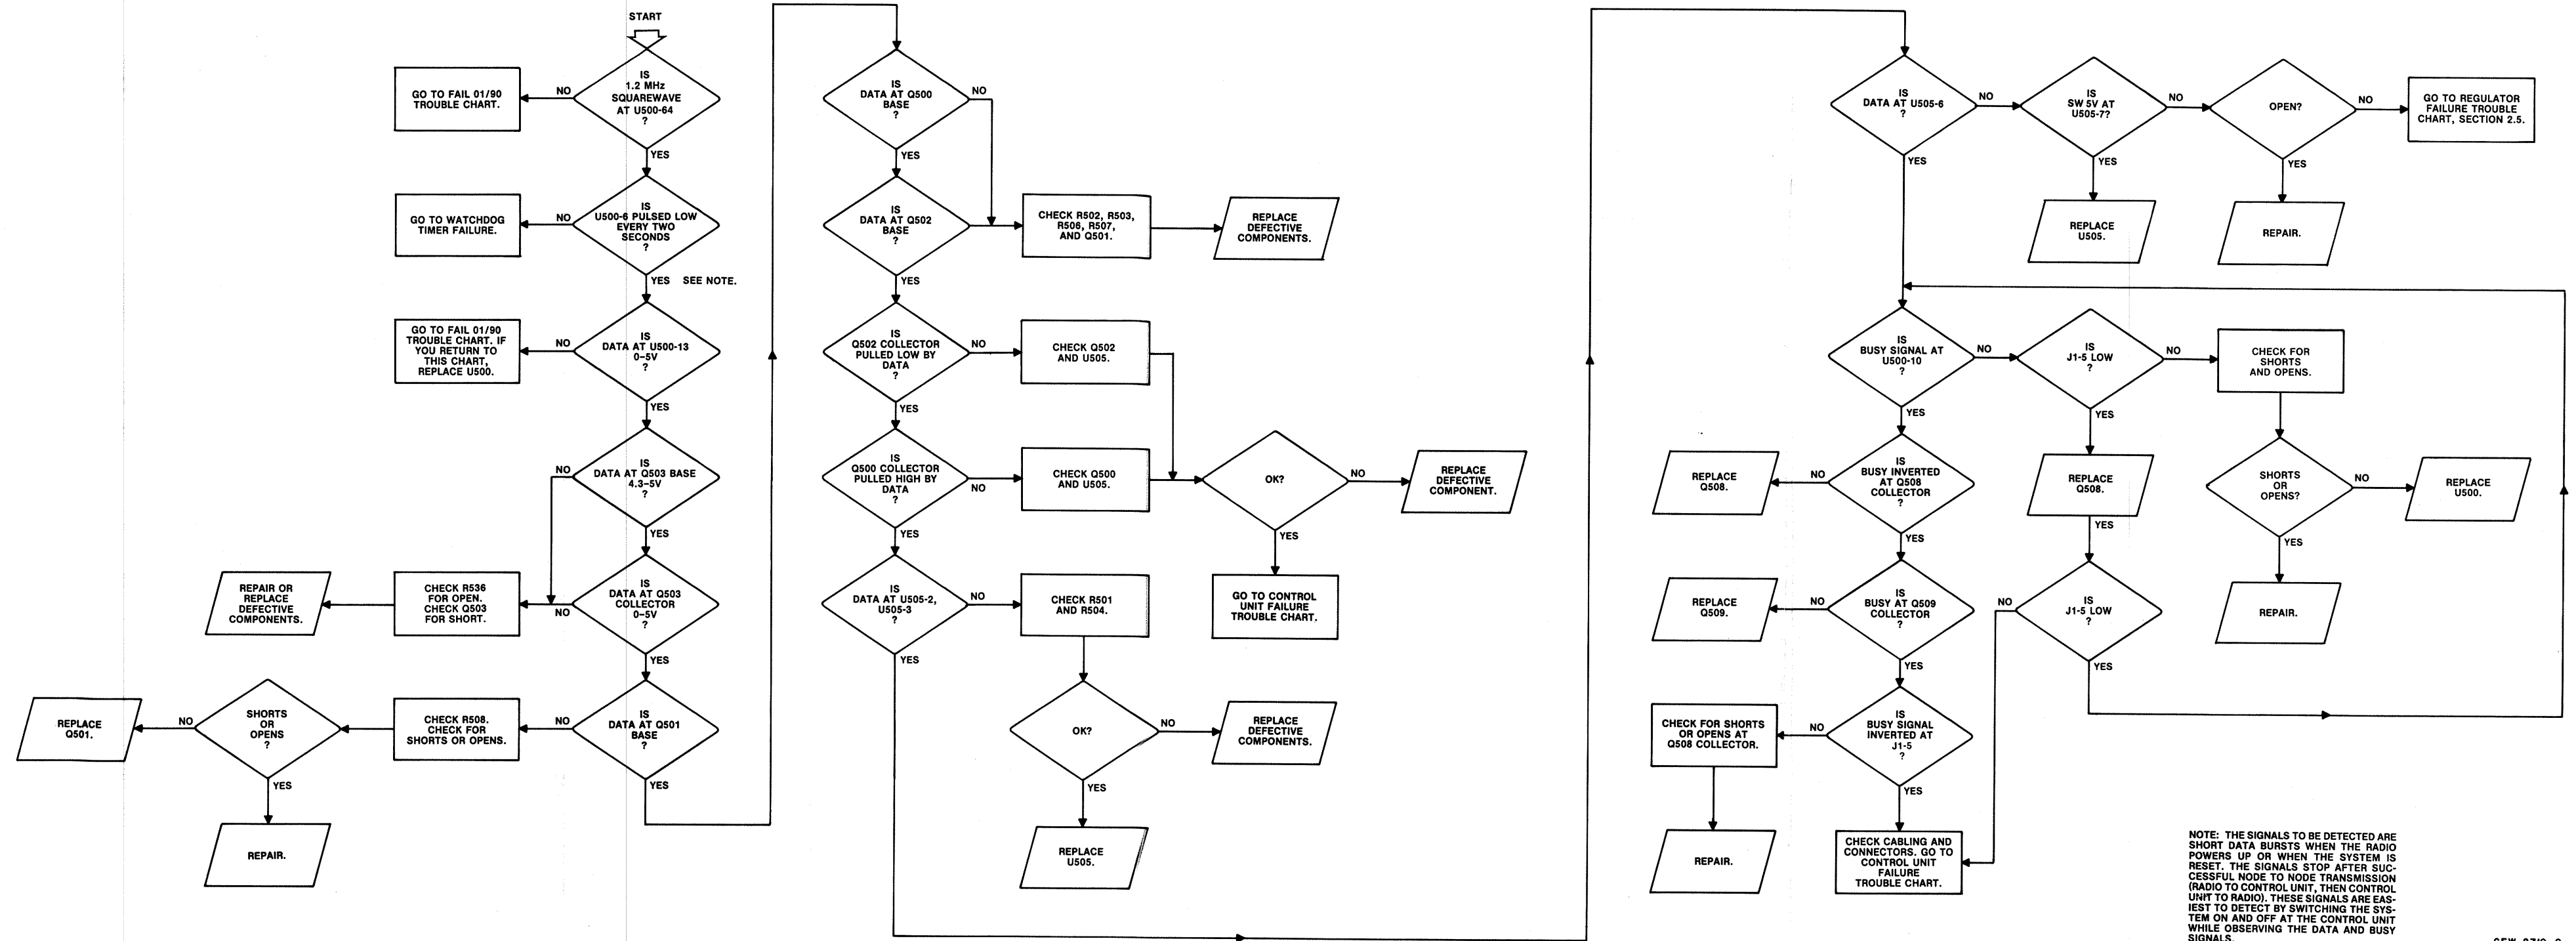 START
IS
1.2 MHz
SQUAREWAVE
AT U500-64
?
NO
GO TO FAIL 01/90
TROUBLE CHART.
YES
IS
U500-6 PULSED LOW
EVERY TWO
SECONDS
?
NO
GO TO WATCHDOG
TIMER FAILURE.
YES SEE NOTE.
IS
DATA AT U500-13
0–5V
?
NO
GO TO FAIL 01/90
TROUBLE CHART. IF
YOU RETURN TO
THIS CHART,
REPLACE U500.
YES
IS
DATA AT Q503 BASE
4.3–5V
?
NO
YES
IS
DATA AT Q503
COLLECTOR
0–5V
?
NO
CHECK R536
FOR OPEN.
CHECK Q503
FOR SHORT.
REPAIR OR
REPLACE
DEFECTIVE
COMPONENTS.
YES
IS
DATA AT Q501
BASE
?
NO
CHECK R508.
CHECK FOR
SHORTS OR OPENS.
SHORTS
OR
OPENS
?
NO
REPLACE
Q501.
YES
REPAIR.
YES
IS
DATA AT Q500
BASE
?
NO
YES
IS
DATA AT Q502
BASE
?
CHECK R502, R503,
R506, R507,
AND Q501.
REPLACE
DEFECTIVE
COMPONENTS.
YES
IS
Q502 COLLECTOR
PULLED LOW BY
DATA
?
NO
CHECK Q502
AND U505.
YES
IS
Q500 COLLECTOR
PULLED HIGH BY
DATA
?
NO
CHECK Q500
AND U505.
OK?
NO
REPLACE
DEFECTIVE
COMPONENT.
YES
GO TO CONTROL
UNIT FAILURE
TROUBLE CHART.
YES
IS
DATA AT U505-2,
U505-3
?
NO
CHECK R501
AND R504.
OK?
NO
REPLACE
DEFECTIVE
COMPONENTS.
YES
REPLACE
U505.
YES
IS
DATA AT U505-6
?
NO
IS
SW 5V AT
U505-7?
NO
OPEN?
NO
GO TO REGULATOR
FAILURE TROUBLE
CHART, SECTION 2.5.
YES
REPLACE
U505.
YES
REPAIR.
YES
IS
BUSY SIGNAL AT
U500-10
?
NO
IS
J1-5 LOW
?
NO
CHECK FOR
SHORTS
AND OPENS.
SHORTS
OR
OPENS?
NO
REPLACE
U500.
YES
REPAIR.
YES
REPLACE
Q508.
YES
IS
J1-5 LOW
?
NO
YES
YES
IS
BUSY INVERTED
AT Q508
COLLECTOR
?
NO
REPLACE
Q508.
YES
IS
BUSY AT Q509
COLLECTOR
?
NO
REPLACE
Q509.
YES
IS
BUSY SIGNAL
INVERTED AT
J1-5
?
NO
CHECK FOR SHORTS
OR OPENS AT
Q508 COLLECTOR.
REPAIR.
YES
CHECK CABLING AND
CONNECTORS. GO TO
CONTROL UNIT
FAILURE
TROUBLE CHART.
NOTE: THE SIGNALS TO BE DETECTED ARE
SHORT DATA BURSTS WHEN THE RADIO
POWERS UP OR WHEN THE SYSTEM IS
RESET. THE SIGNALS STOP AFTER SUC-
CESSFUL NODE TO NODE TRANSMISSION
(RADIO TO CONTROL UNIT, THEN CONTROL
UNIT TO RADIO). THESE SIGNALS ARE EAS-
IEST TO DETECT BY SWITCHING THE SYS-
TEM ON AND OFF AT THE CONTROL UNIT
WHILE OBSERVING THE DATA AND BUSY
SIGNALS.